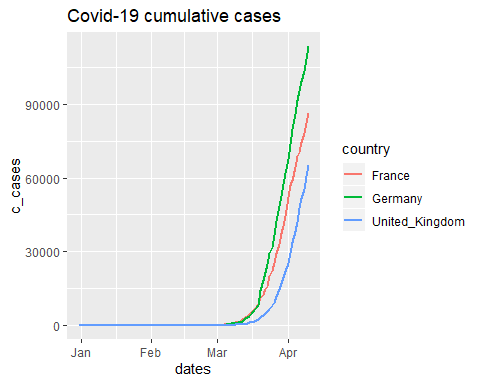 Covid-19 cumulative cases
c_cases
90000
60000
30000
0
Jan Feb Mar Apr
dates
country
France
Germany
United_Kingdom